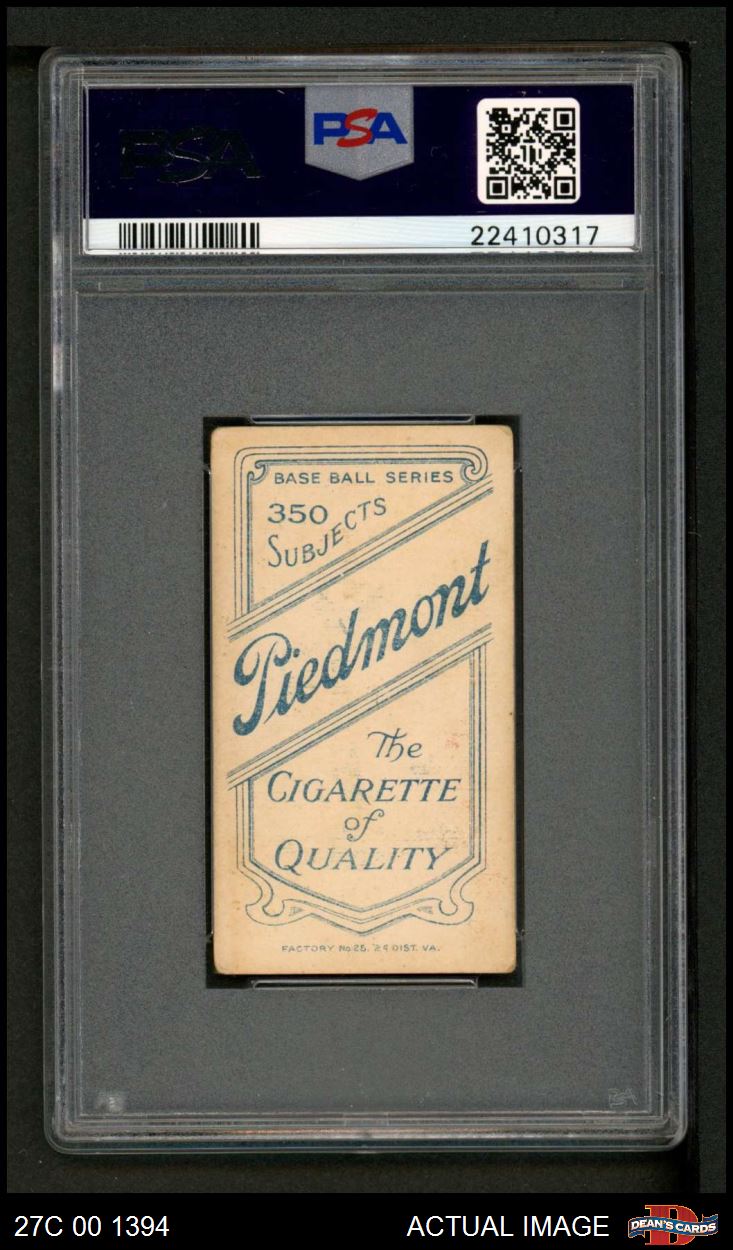 PSA
PSA
22410317
BASE BALL SERIES
350
SUBJECTS
Piedmont
The
CIGARETTE
of
QUALITY
FACTORY No 25, 2d DIST. VA.
27C 00 1394
ACTUAL IMAGE
DEAN'S CARDS